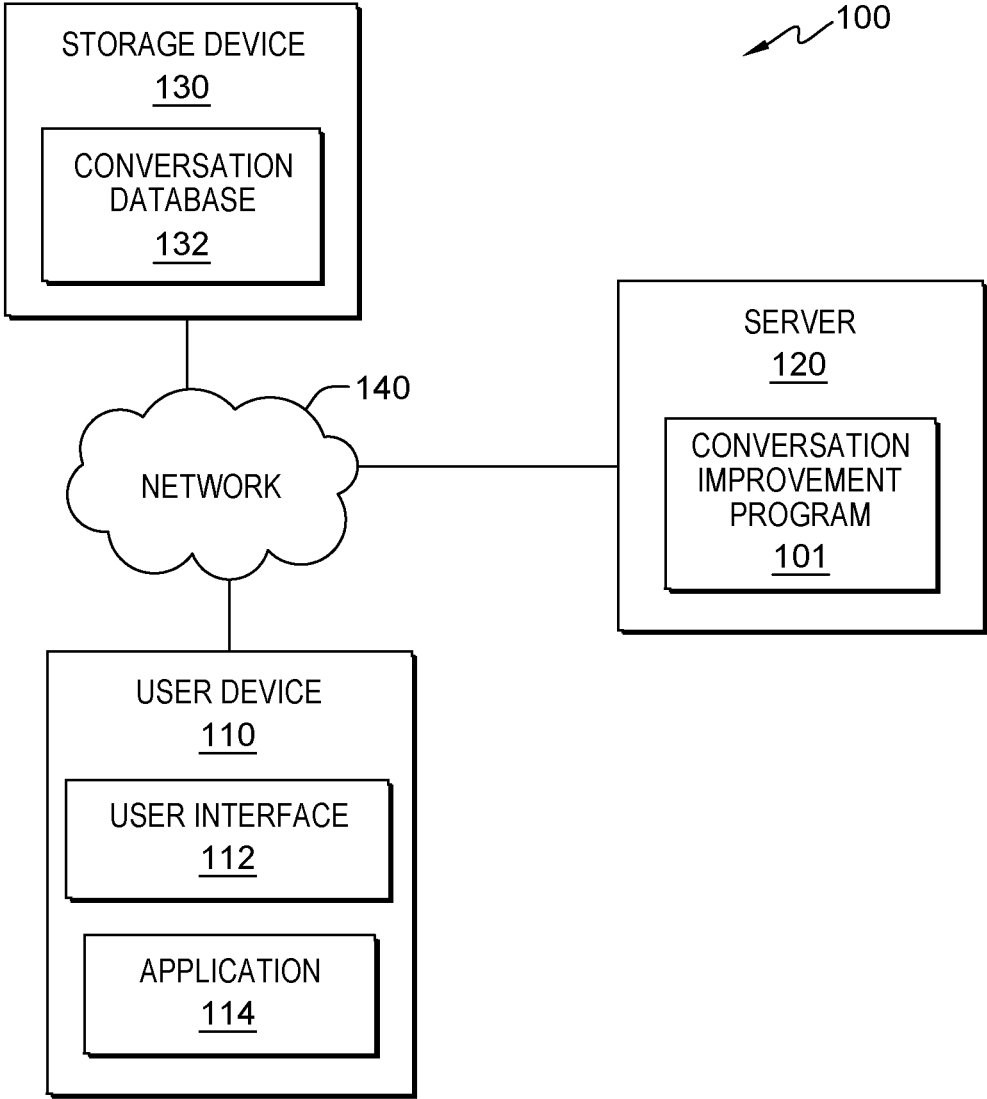 100
STORAGE DEVICE
130
CONVERSATION
DATABASE
132
SERVER
120
CONVERSATION
IMPROVEMENT
PROGRAM
101
140
NETWORK
USER DEVICE
110
USER INTERFACE
112
APPLICATION
114